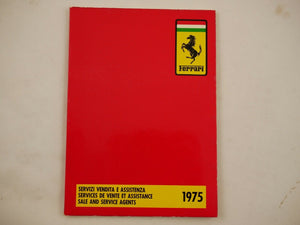 Ferrari
SERVIZI VENDITA E ASSISTENZA
SERVICES DE VENTE ET ASSISTANCE
SALE AND SERVICE AGENTS
1975